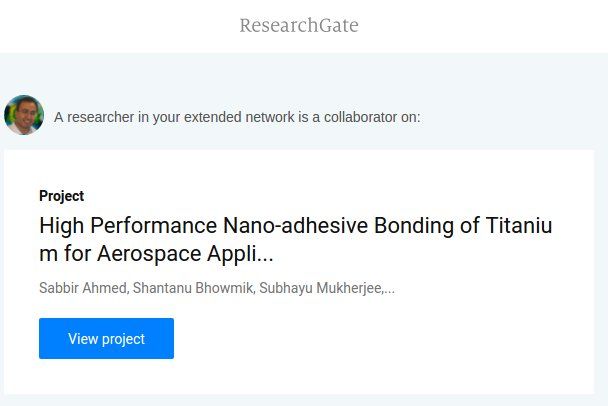 ResearchGate
A researcher in your extended network is a collaborator on:
Project
High Performance Nano-adhesive Bonding of Titaniu
m for Aerospace Appli...
Sabbir Ahmed, Shantanu Bhowmik, Subhayu Mukherjee,...
View project